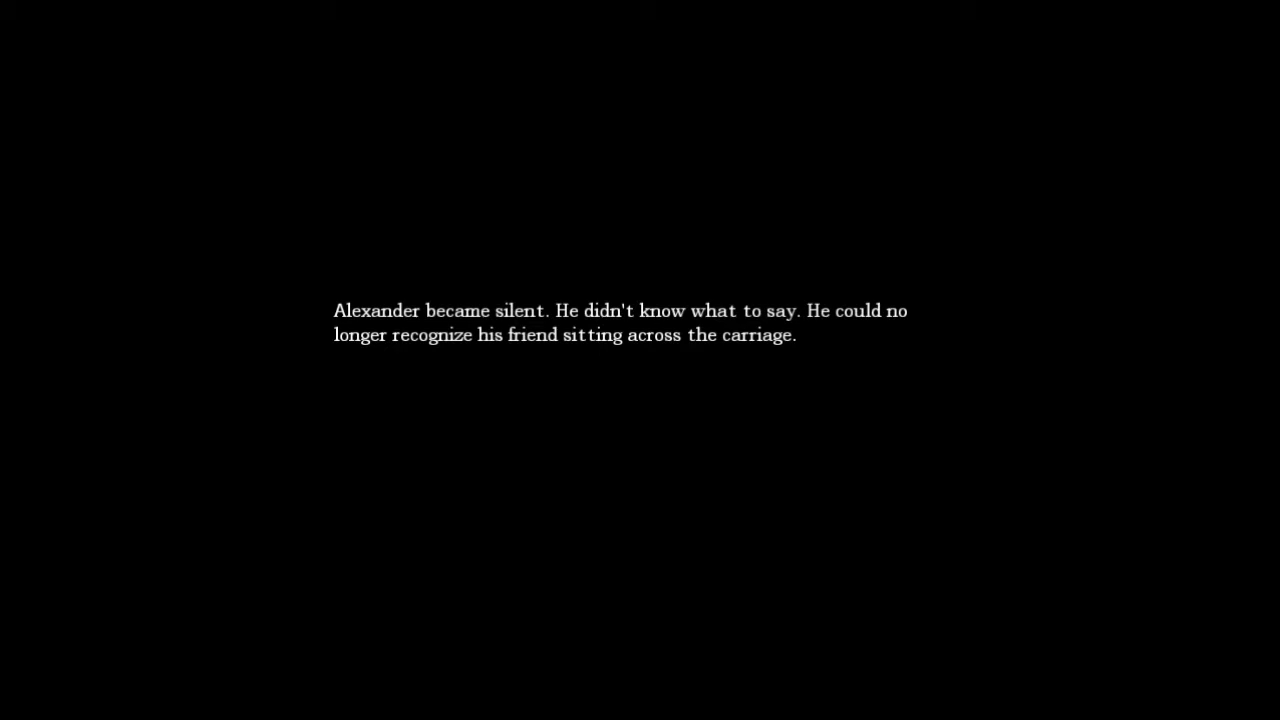 Alexander became silent. He didn't know what to say. He could no
longer recognize his friend sitting across the carriage.